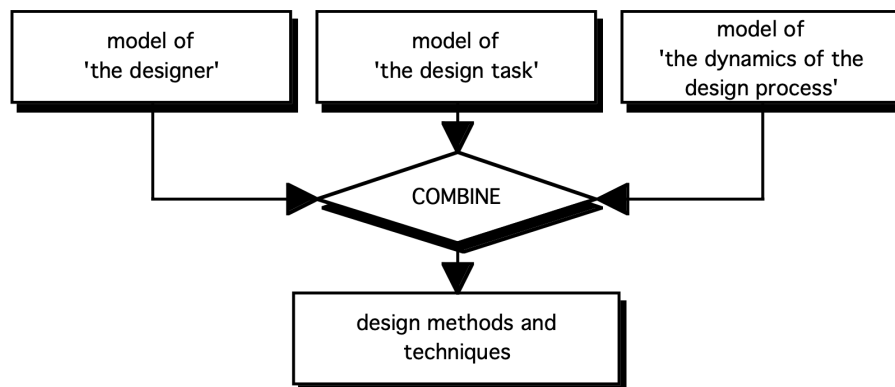 model of
'the designer'
model of
'the design task'
model of
'the dynamics of the
design process'
COMBINE
design methods and
techniques